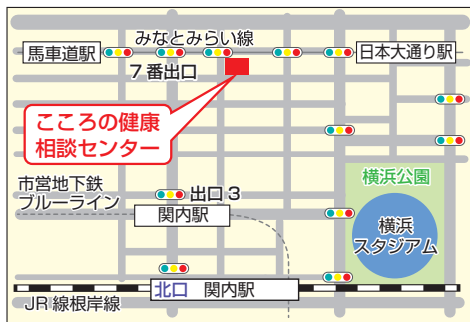 みなとみらい線
馬車道駅
日本大通り駅
7番出口
こころの健康
相談センター
横浜公園
市営地下鉄
ブルーライン
出口3
関内駅
横浜
スタジアム
北口 関内駅
JR線根岸線